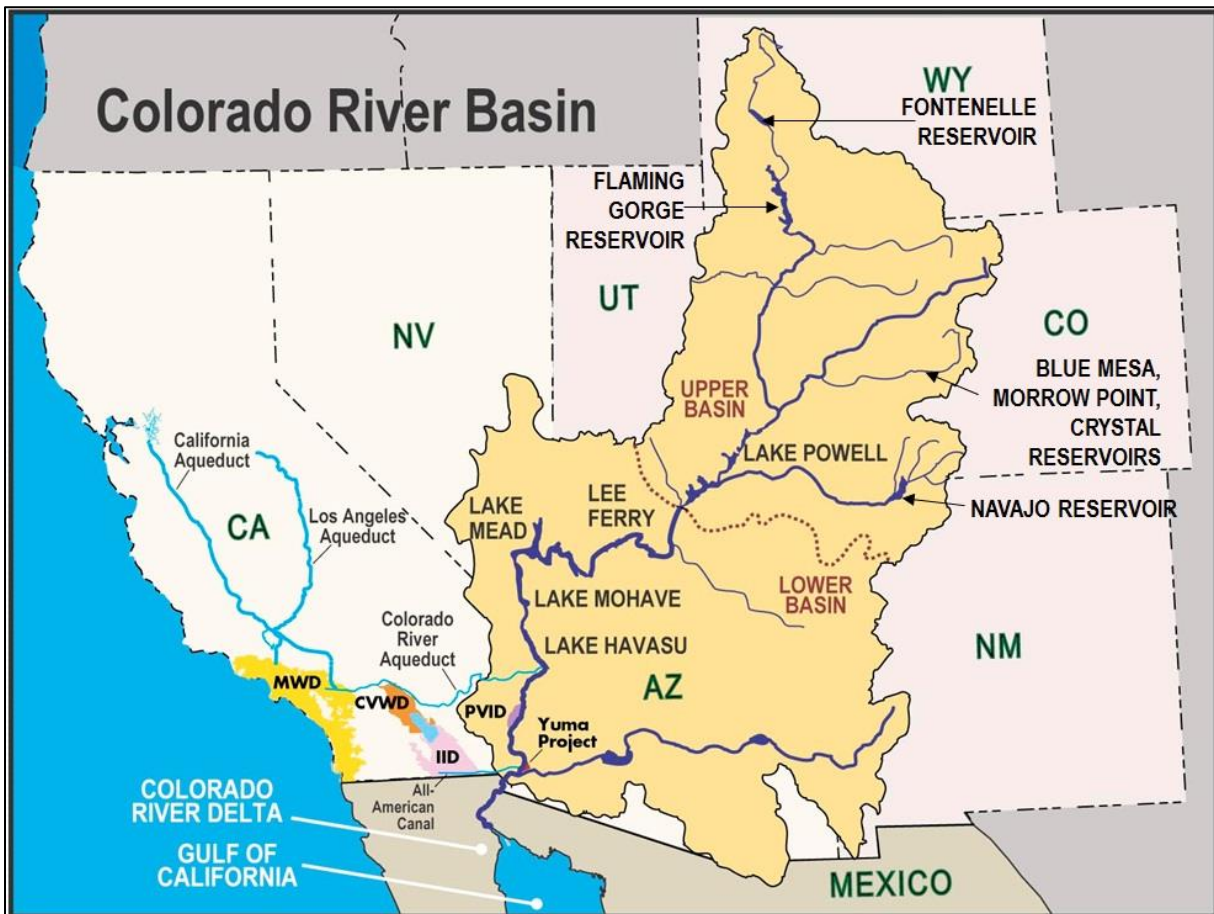 Colorado River Basin
WY
FONTENELLE
RESERVOIR
FLAMING
GORGE
RESERVOIR
UT
NV
CO
UPPER
BASIN
BLUE MESA,
MORROW POINT,
CRYSTAL
RESERVOIRS
California
Aqueduct
LAKE POWELL
LAKE
MEAD
LEE
FERRY
NAVAJO RESERVOIR
CA
Los Angeles
Aqueduct
LOWER
BASIN
LAKE MOHAVE
Colorado
River
Aqueduct
LAKE HAVASU
NM
AZ
MWD
CVWD
PVID
Yuma
Project
IID
All-
American
Canal
COLORADO
RIVER DELTA
GULF OF
CALIFORNIA
MEXICO